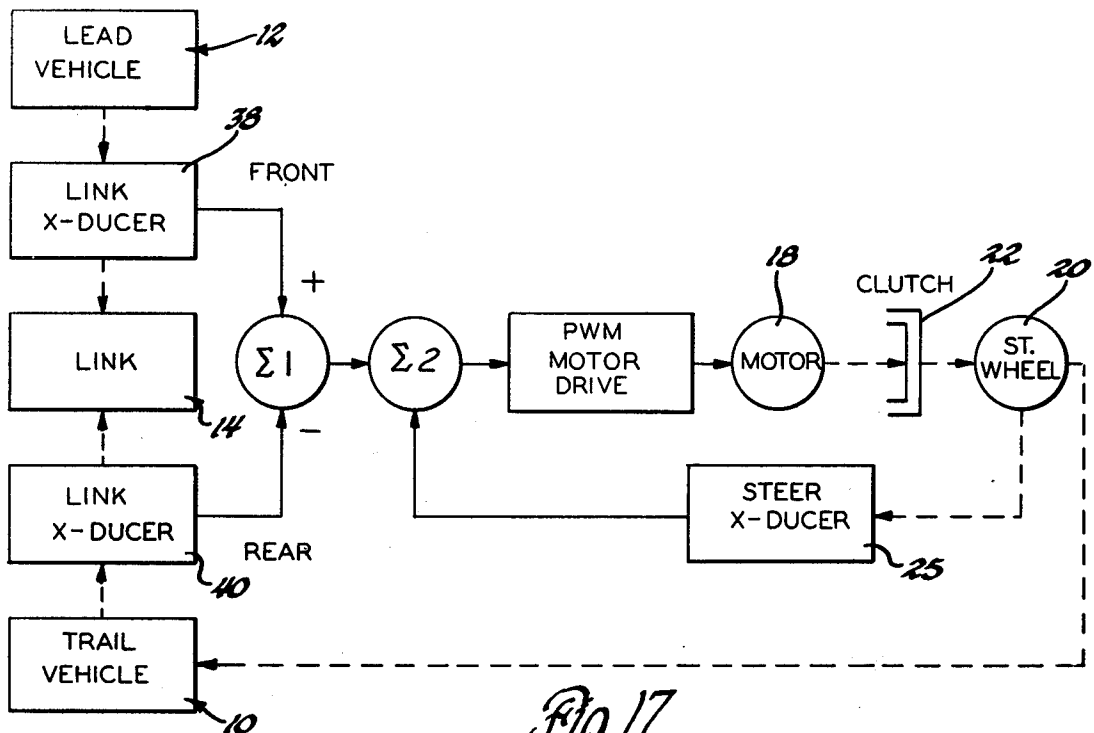 LEAD
VEHICLE
12
38
LINK
X-DUCER
FRONT
+
LINK
14
Σ1
Σ2
PWM
MOTOR
DRIVE
18
MOTOR
CLUTCH
22
20
ST.
WHEEL
-
LINK
X-DUCER
40
REAR
STEER
X-DUCER
25
TRAIL
VEHICLE
10
Fig. 17